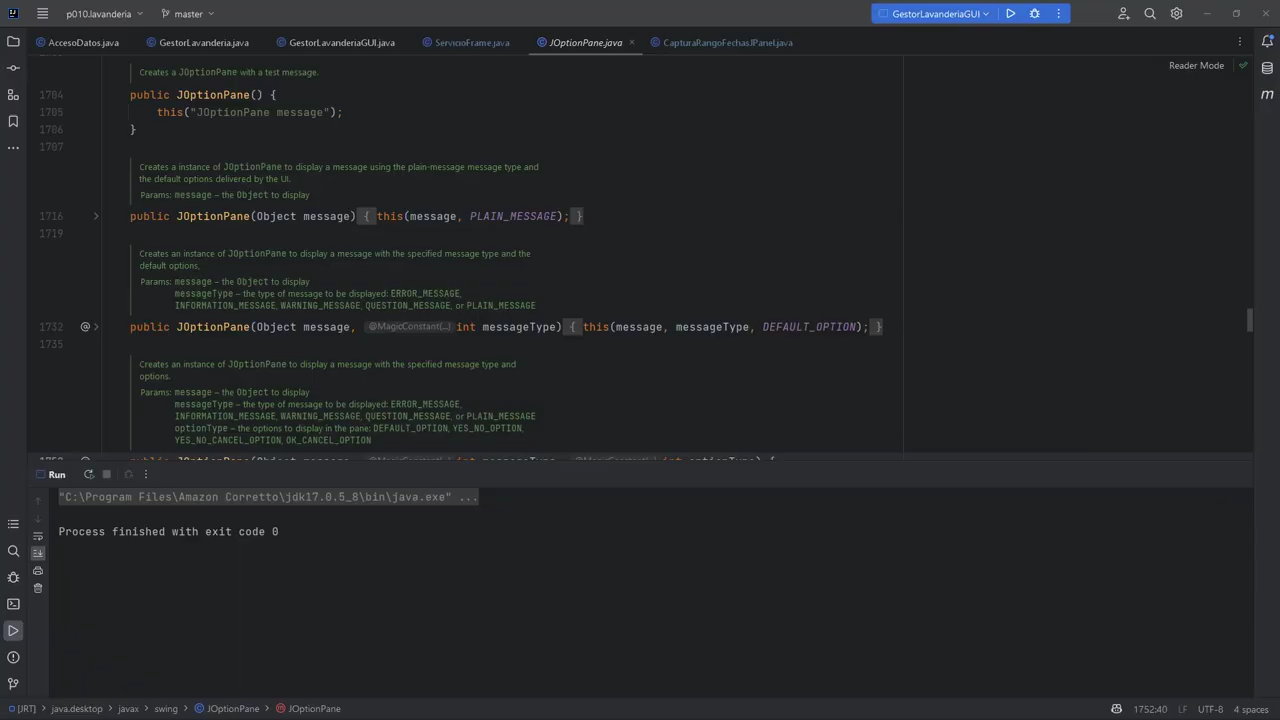 p010.lavanderia
master
GestorLavanderiaGUI
AccesoDatos.java
GestorLavanderia.java
GestorLavanderiaGUI.java
ServicioFrame.java
JOptionPane.java
CapturaRangoFechasJPanel.java
Reader Mode
Creates a JOptionPane with a test message.
1704 public JOptionPane() {
1705 this("JOptionPane message");
1706 }
1707
Creates a instance of JOptionPane to display a message using the plain-message message type and
the default options delivered by the UI.
Params: message – the Object to display
1716 public JOptionPane(Object message) { this(message, PLAIN_MESSAGE); }
1719
Creates an instance of JOptionPane to display a message with the specified message type and the
default options,
Params: message – the Object to display
messageType – the type of message to be displayed: ERROR_MESSAGE,
INFORMATION_MESSAGE, WARNING_MESSAGE, QUESTION_MESSAGE, or PLAIN_MESSAGE
1732 @ public JOptionPane(Object message, @MagicConstant(...) int messageType) { this(message, messageType, DEFAULT_OPTION); }
1735
Creates an instance of JOptionPane to display a message with the specified message type and
options.
Params: message – the Object to display
messageType – the type of message to be displayed: ERROR_MESSAGE,
INFORMATION_MESSAGE, WARNING_MESSAGE, QUESTION_MESSAGE, or PLAIN_MESSAGE
optionType – the options to display in the pane: DEFAULT_OPTION, YES_NO_OPTION,
YES_NO_CANCEL_OPTION, OK_CANCEL_OPTION
public JOptionPane(Object message, @MagicConstant(...) int messageType, @MagicConstant(...) int optionType) {
Run
"C:\Program Files\Amazon Corretto\jdk17.0.5_8\bin\java.exe" ...
Process finished with exit code 0
[JRT] java.desktop javax swing JOptionPane JOptionPane
1752:40 LF UTF-8 4 spaces